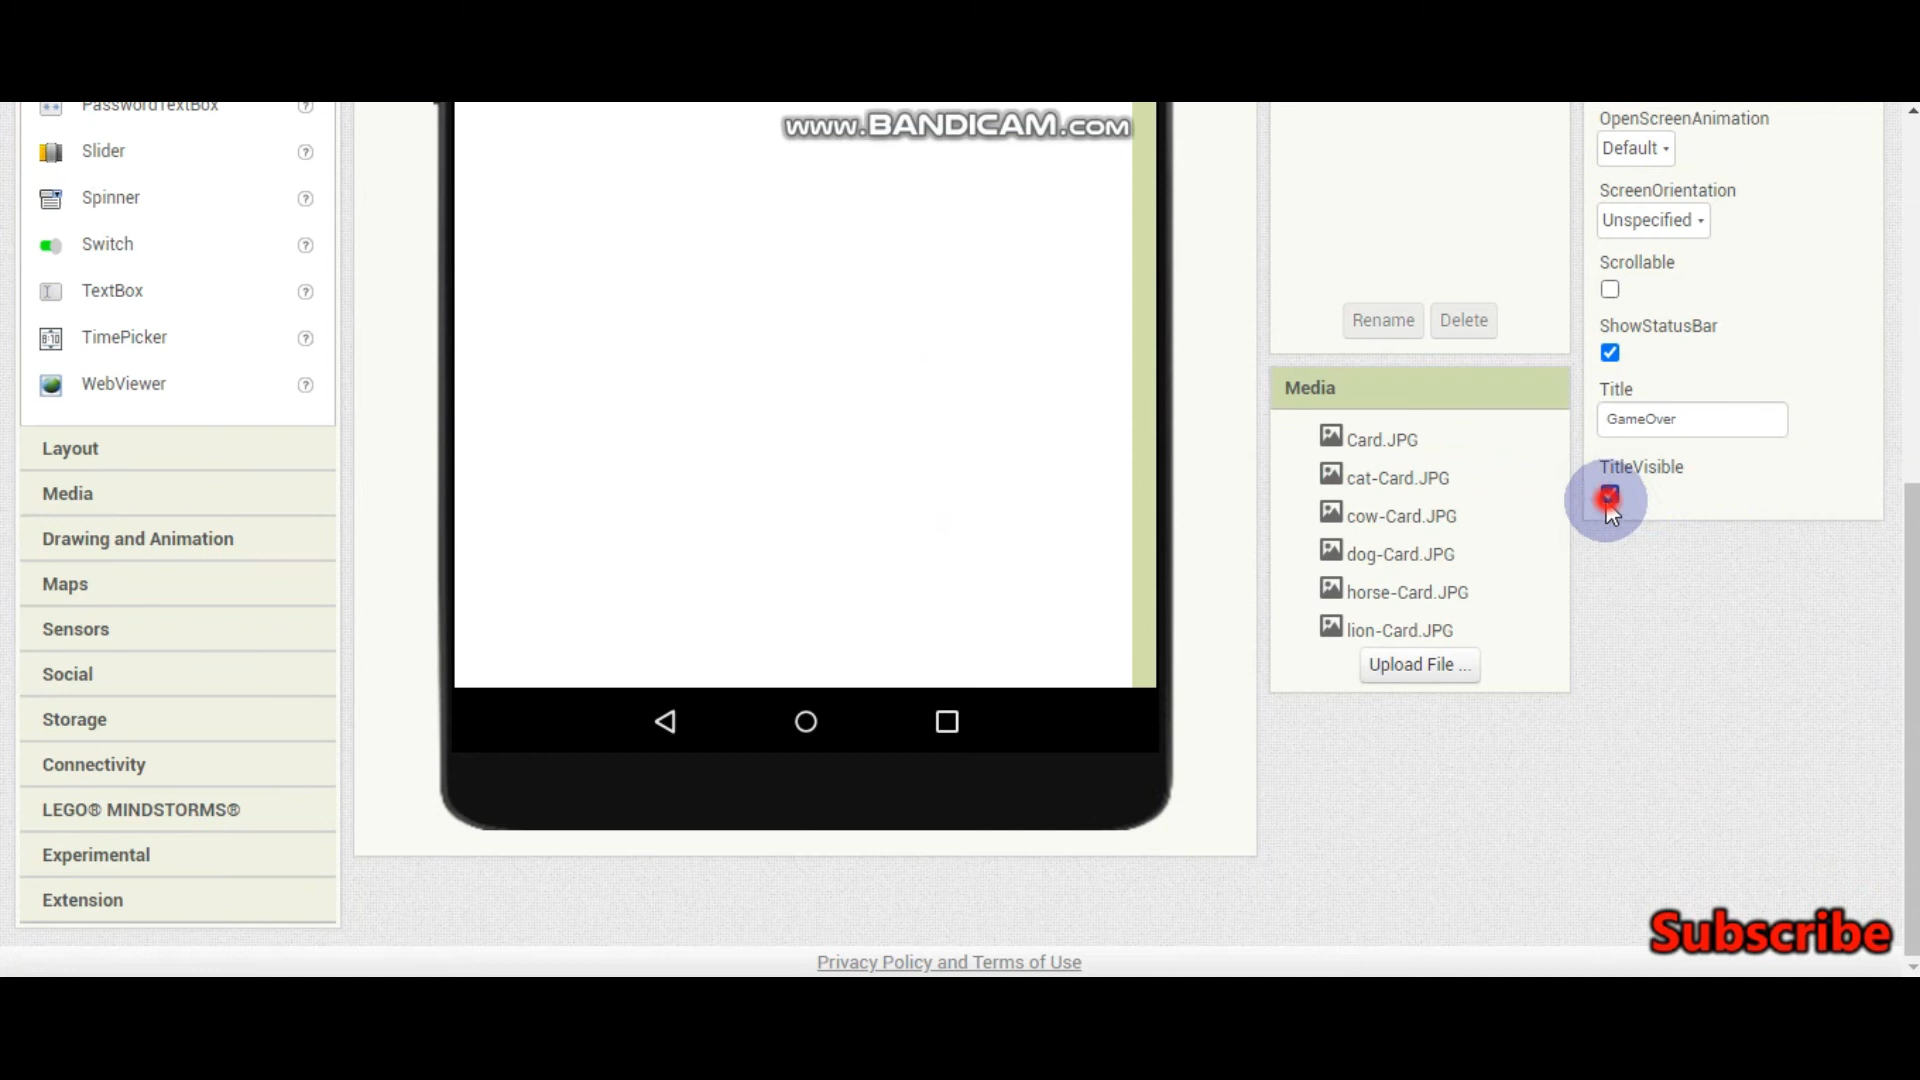 PasswordTextBox
Slider
Spinner
Switch
TextBox
TimePicker
WebViewer
Layout
Media
Drawing and Animation
Maps
Sensors
Social
Storage
Connectivity
LEGO® MINDSTORMS®
Experimental
Extension
www.BANDICAM.com
Rename Delete
Media
Card.JPG
cat-Card.JPG
cow-Card.JPG
dog-Card.JPG
horse-Card.JPG
lion-Card.JPG
Upload File ...
OpenScreenAnimation
Default
ScreenOrientation
Unspecified
Scrollable
ShowStatusBar
Title
GameOver
TitleVisible
Subscribe
Privacy Policy and Terms of Use